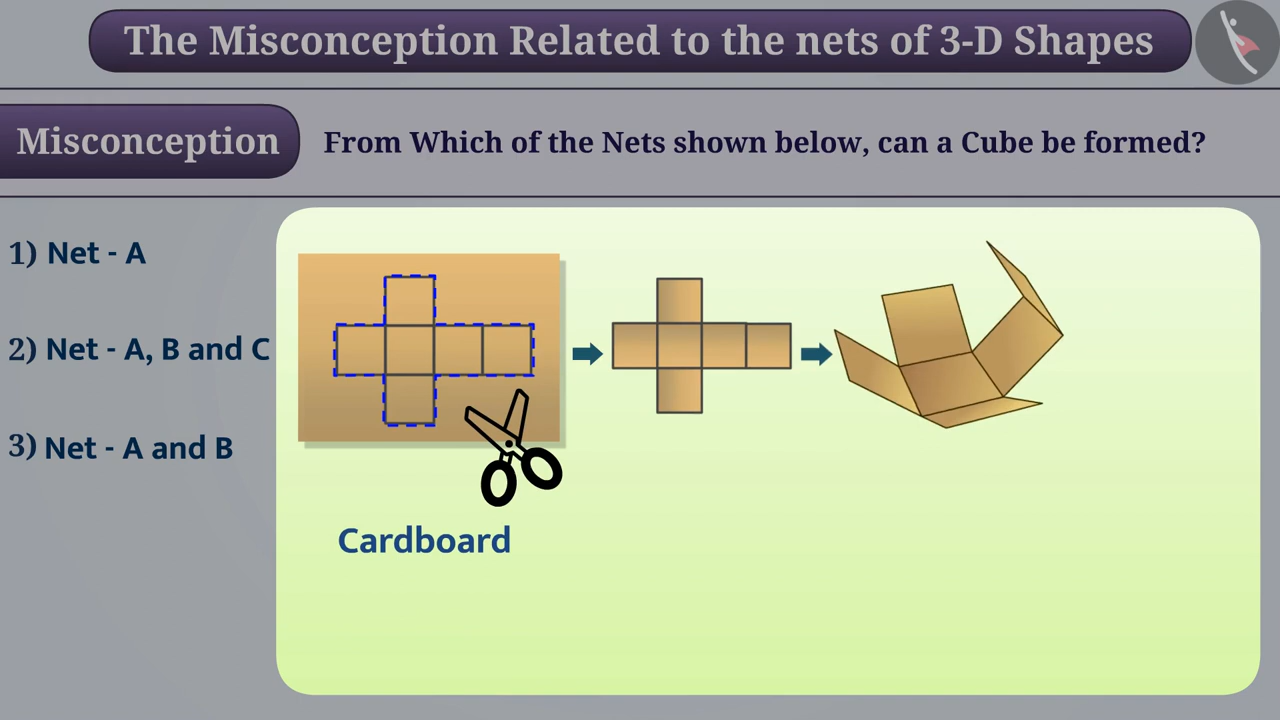 The Misconception Related to the nets of 3-D Shapes
Misconception
From Which of the Nets shown below, can a Cube be formed?
1) Net - A
2) Net - A, B and C
3) Net - A and B
Cardboard